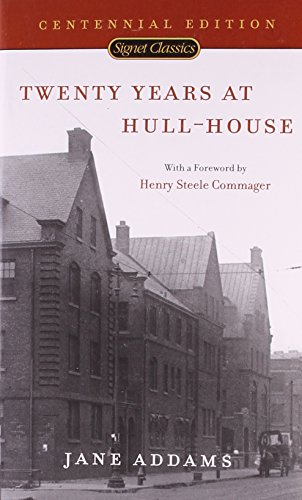 CENTENNIAL EDITION
Signet Classics
TWENTY YEARS AT
HULL-HOUSE
With a Foreword by
Henry Steele Commager
JANE ADDAMS